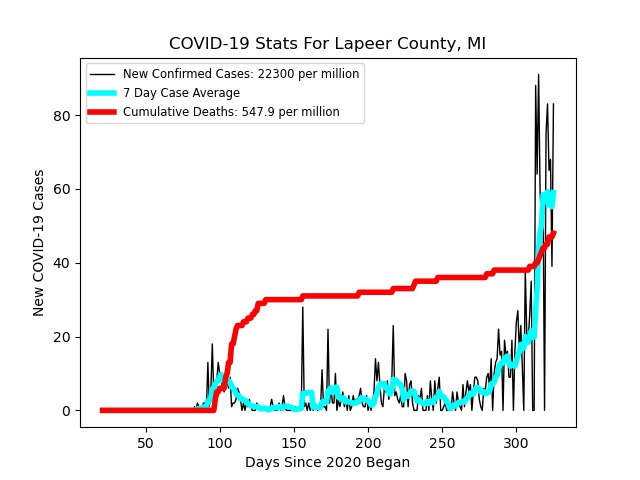 COVID-19 Stats For Lapeer County, MI
New Confirmed Cases: 22300 per million
7 Day Case Average
Cumulative Deaths: 547.9 per million
New COVID-19 Cases
80
60
40
20
0
50 100 150 200 250 300
Days Since 2020 Began